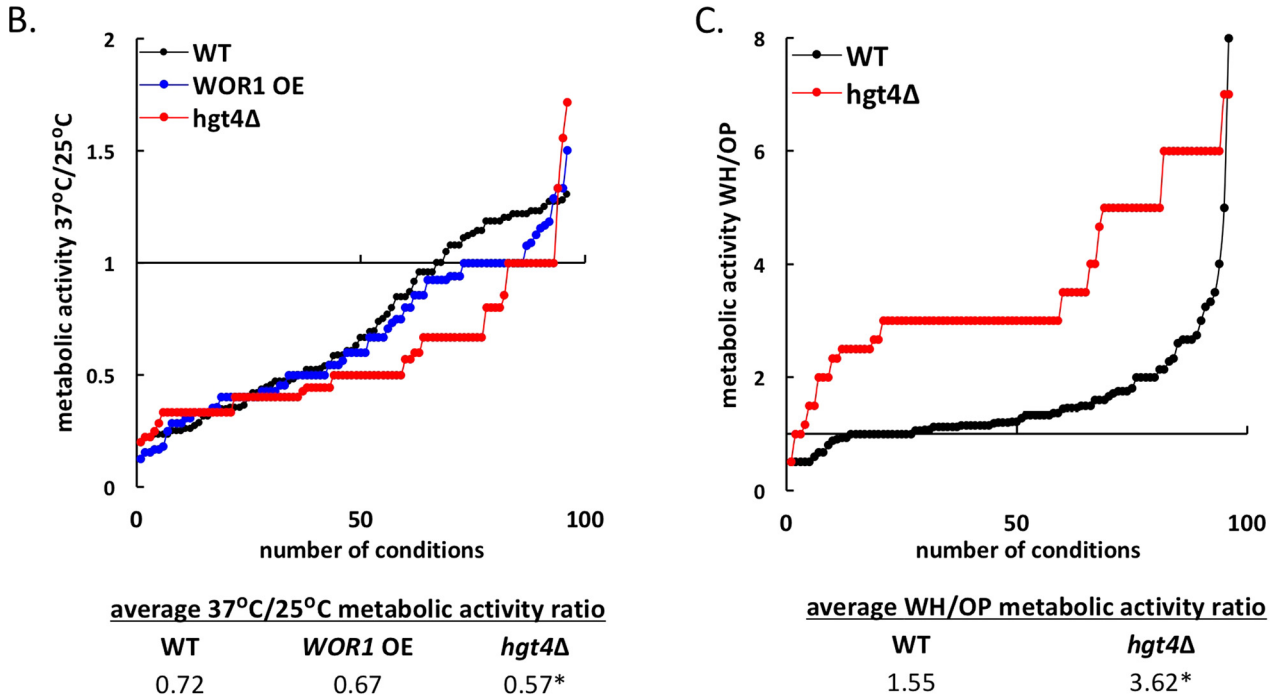 B.
2
1.5
1
0.5
0
metabolic activity 37°C/25°C
WT
WOR1 OE
hgt4Δ
0
50
100
number of conditions
average 37°C/25°C metabolic activity ratio
WT WOR1 OE hgt4Δ
0.72 0.67 0.57*
C.
8
6
4
2
0
metabolic activity WH/OP
WT
hgt4Δ
0
50
100
number of conditions
average WH/OP metabolic activity ratio
WT hgt4Δ
1.55 3.62*